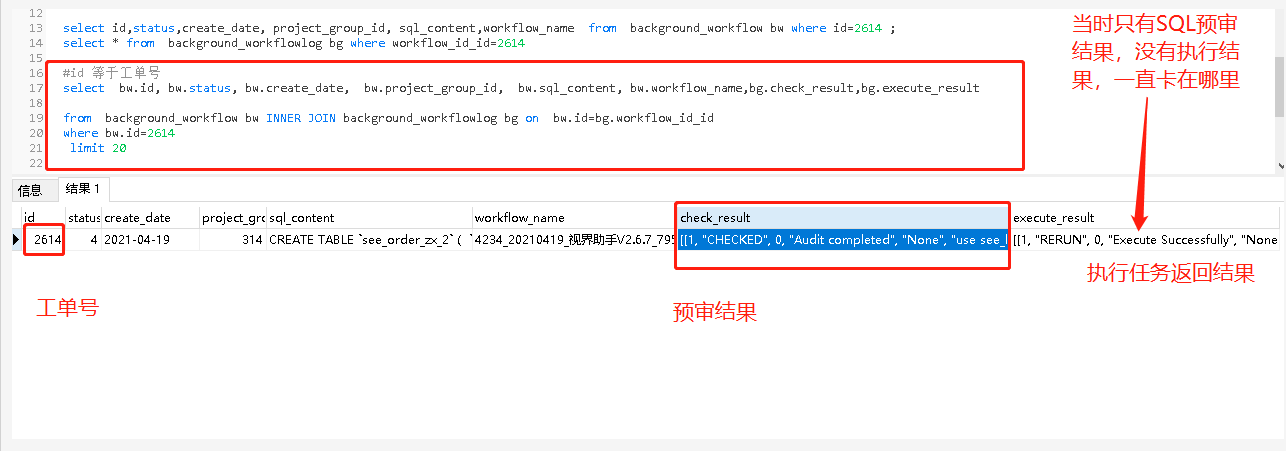 12
13 select id,status,create_date, project_group_id, sql_content,workflow_name from background_workflow bw where id=2614 ;
14 select * from background_workflowlog bg where workflow_id_id=2614
15
16 #id 等于工单号
17 select bw.id, bw.status, bw.create_date, bw.project_group_id, bw.sql_content, bw.workflow_name,bg.check_result,bg.execute_result
18
19 from background_workflow bw INNER JOIN background_workflowlog bg on bw.id=bg.workflow_id_id
20 where bw.id=2614
21 limit 20
22
当时只有SQL预审
结果，没有执行结
果，一直卡在哪里
信息 结果 1
id status create_date project_gro sql_content workflow_name check_result execute_result
2614 4 2021-04-19 314 CREATE TABLE `see_order_zx_2` ( ` 4234_20210419_视界助手V2.6.7_795 [[1, "CHECKED", 0, "Audit completed", "None", "use see_l [[1, "RERUN", 0, "Execute Successfully", "None
工单号
预审结果
执行任务返回结果